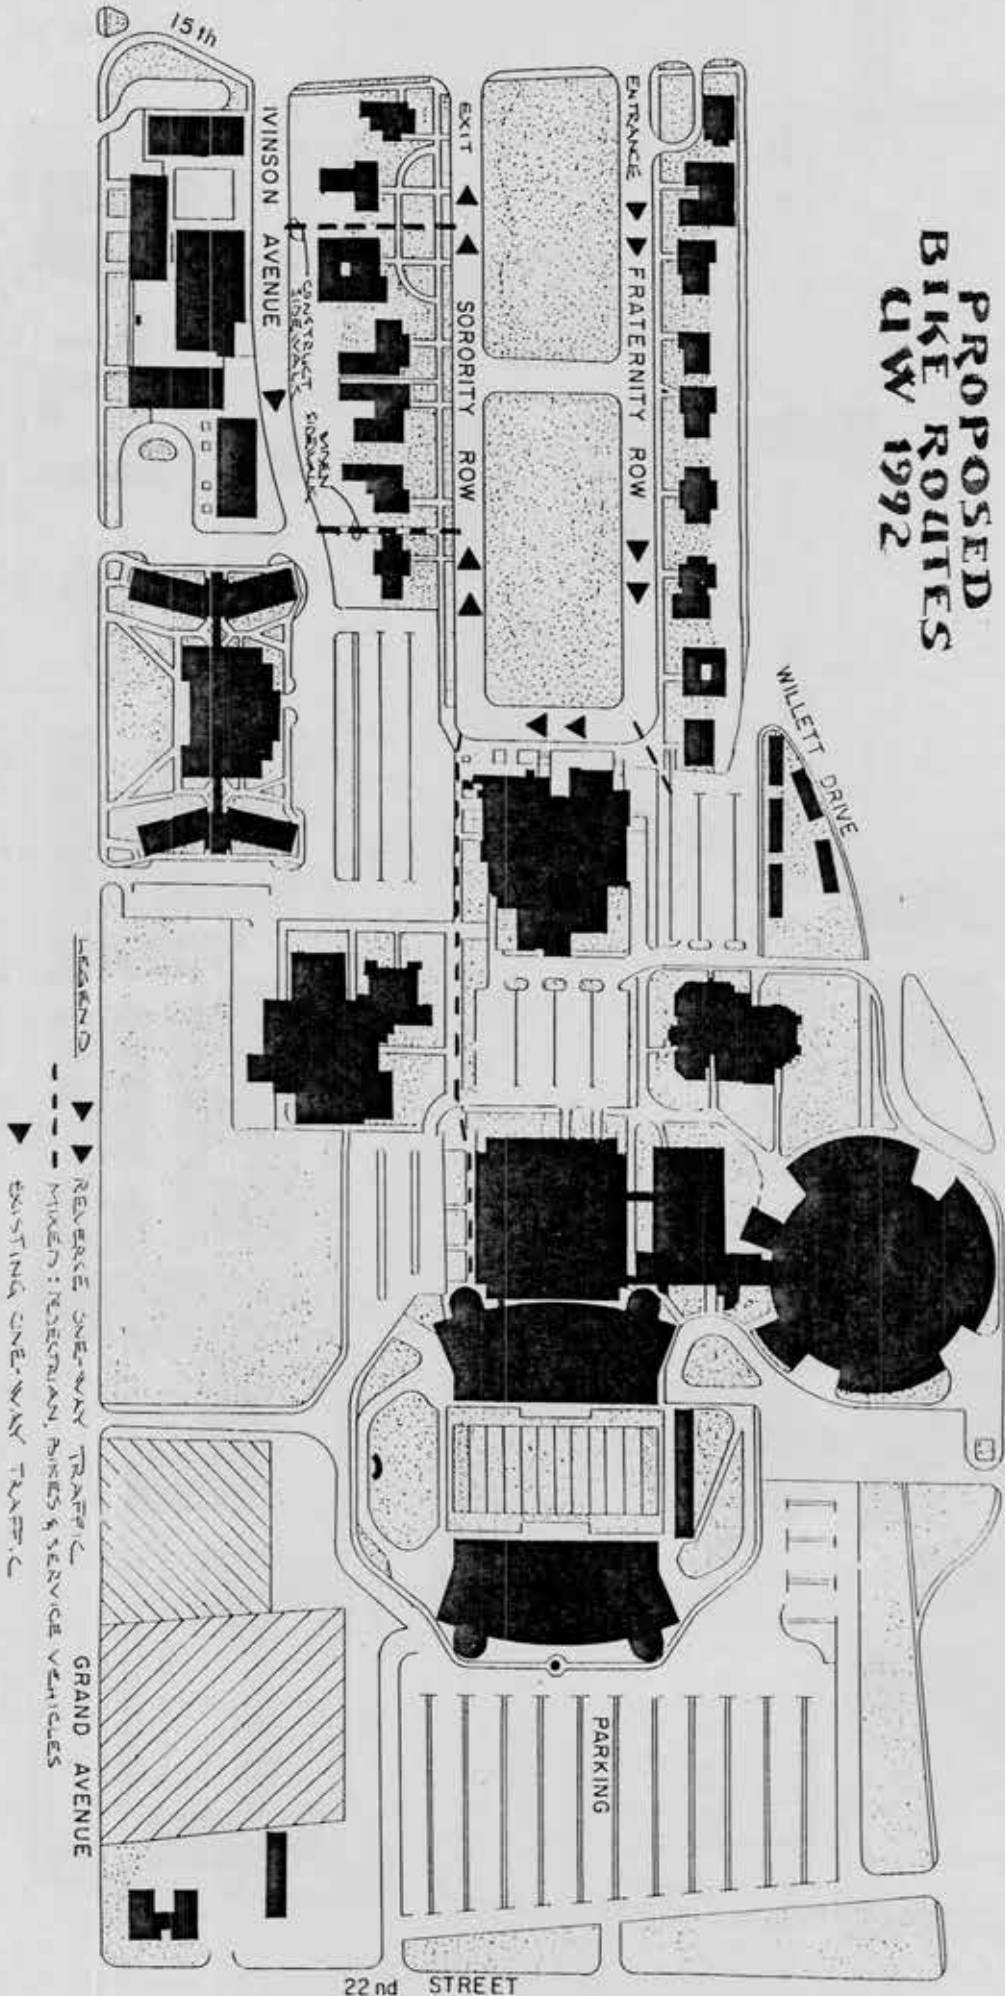 PROPOSED
BIKE ROUTES
UW 1992
15th
IVINSON AVENUE
EXIT
ENTRANCE
SORORITY ROW
FRATERNITY ROW
CONSTRUCT
SIDEWALK
WIDEN
SIDEWALK
WILLETT DRIVE
LEGEND
REVERSE ONE-WAY TRAFFIC
MIXED: PEDESTRIAN, BIKES & SERVICE VEHICLES
EXISTING ONE-WAY TRAFFIC
GRAND AVENUE
PARKING
22nd STREET